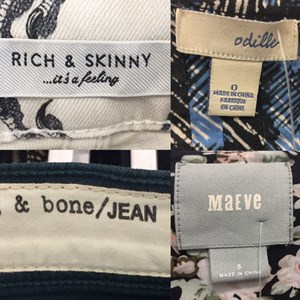 RICH & SKINNY
...it's a feeling
odille
0
MADE IN CHINA
FABRIQUÉ
EN CHINE
& bone/JEAN
MAEVE
6
MADE IN CHINA